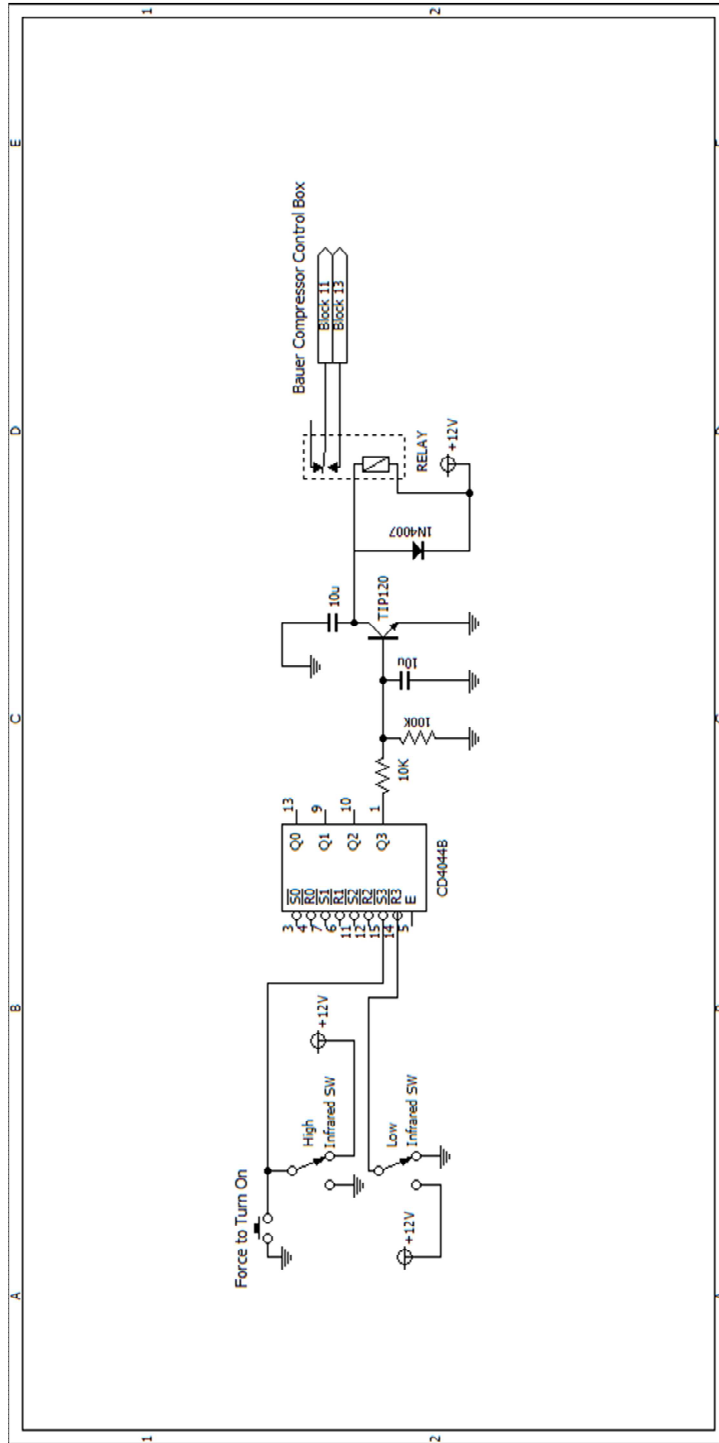 A
B
C
D
E
1
2
Force to Turn On
High
Infrared SW
+12V
Low
Infrared SW
+12V
3
4
7
6
11
12
15
14
5
S0
R0
S1
R1
S2
R2
S3
R3
E
Q0
Q1
Q2
Q3
13
9
10
1
CD4044B
10K
100K
10u
10u
TIP120
1N4007
RELAY
+12V
Bauer Compressor Control Box
Block 11
Block 13
1
2